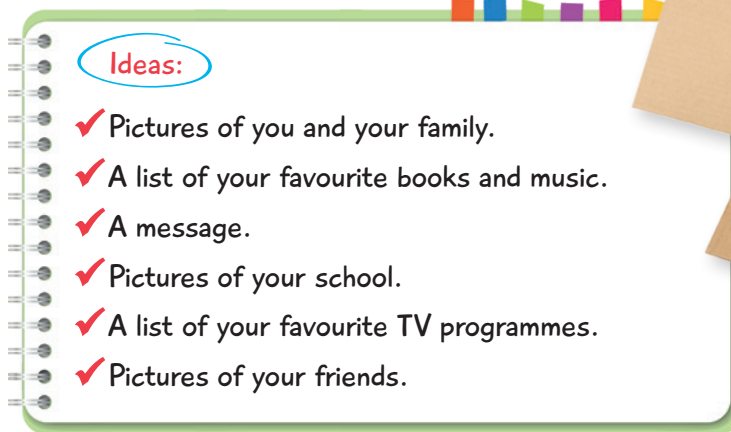 Ideas:
Pictures of you and your family.
A list of your favourite books and music.
A message.
Pictures of your school.
A list of your favourite TV programmes.
Pictures of your friends.